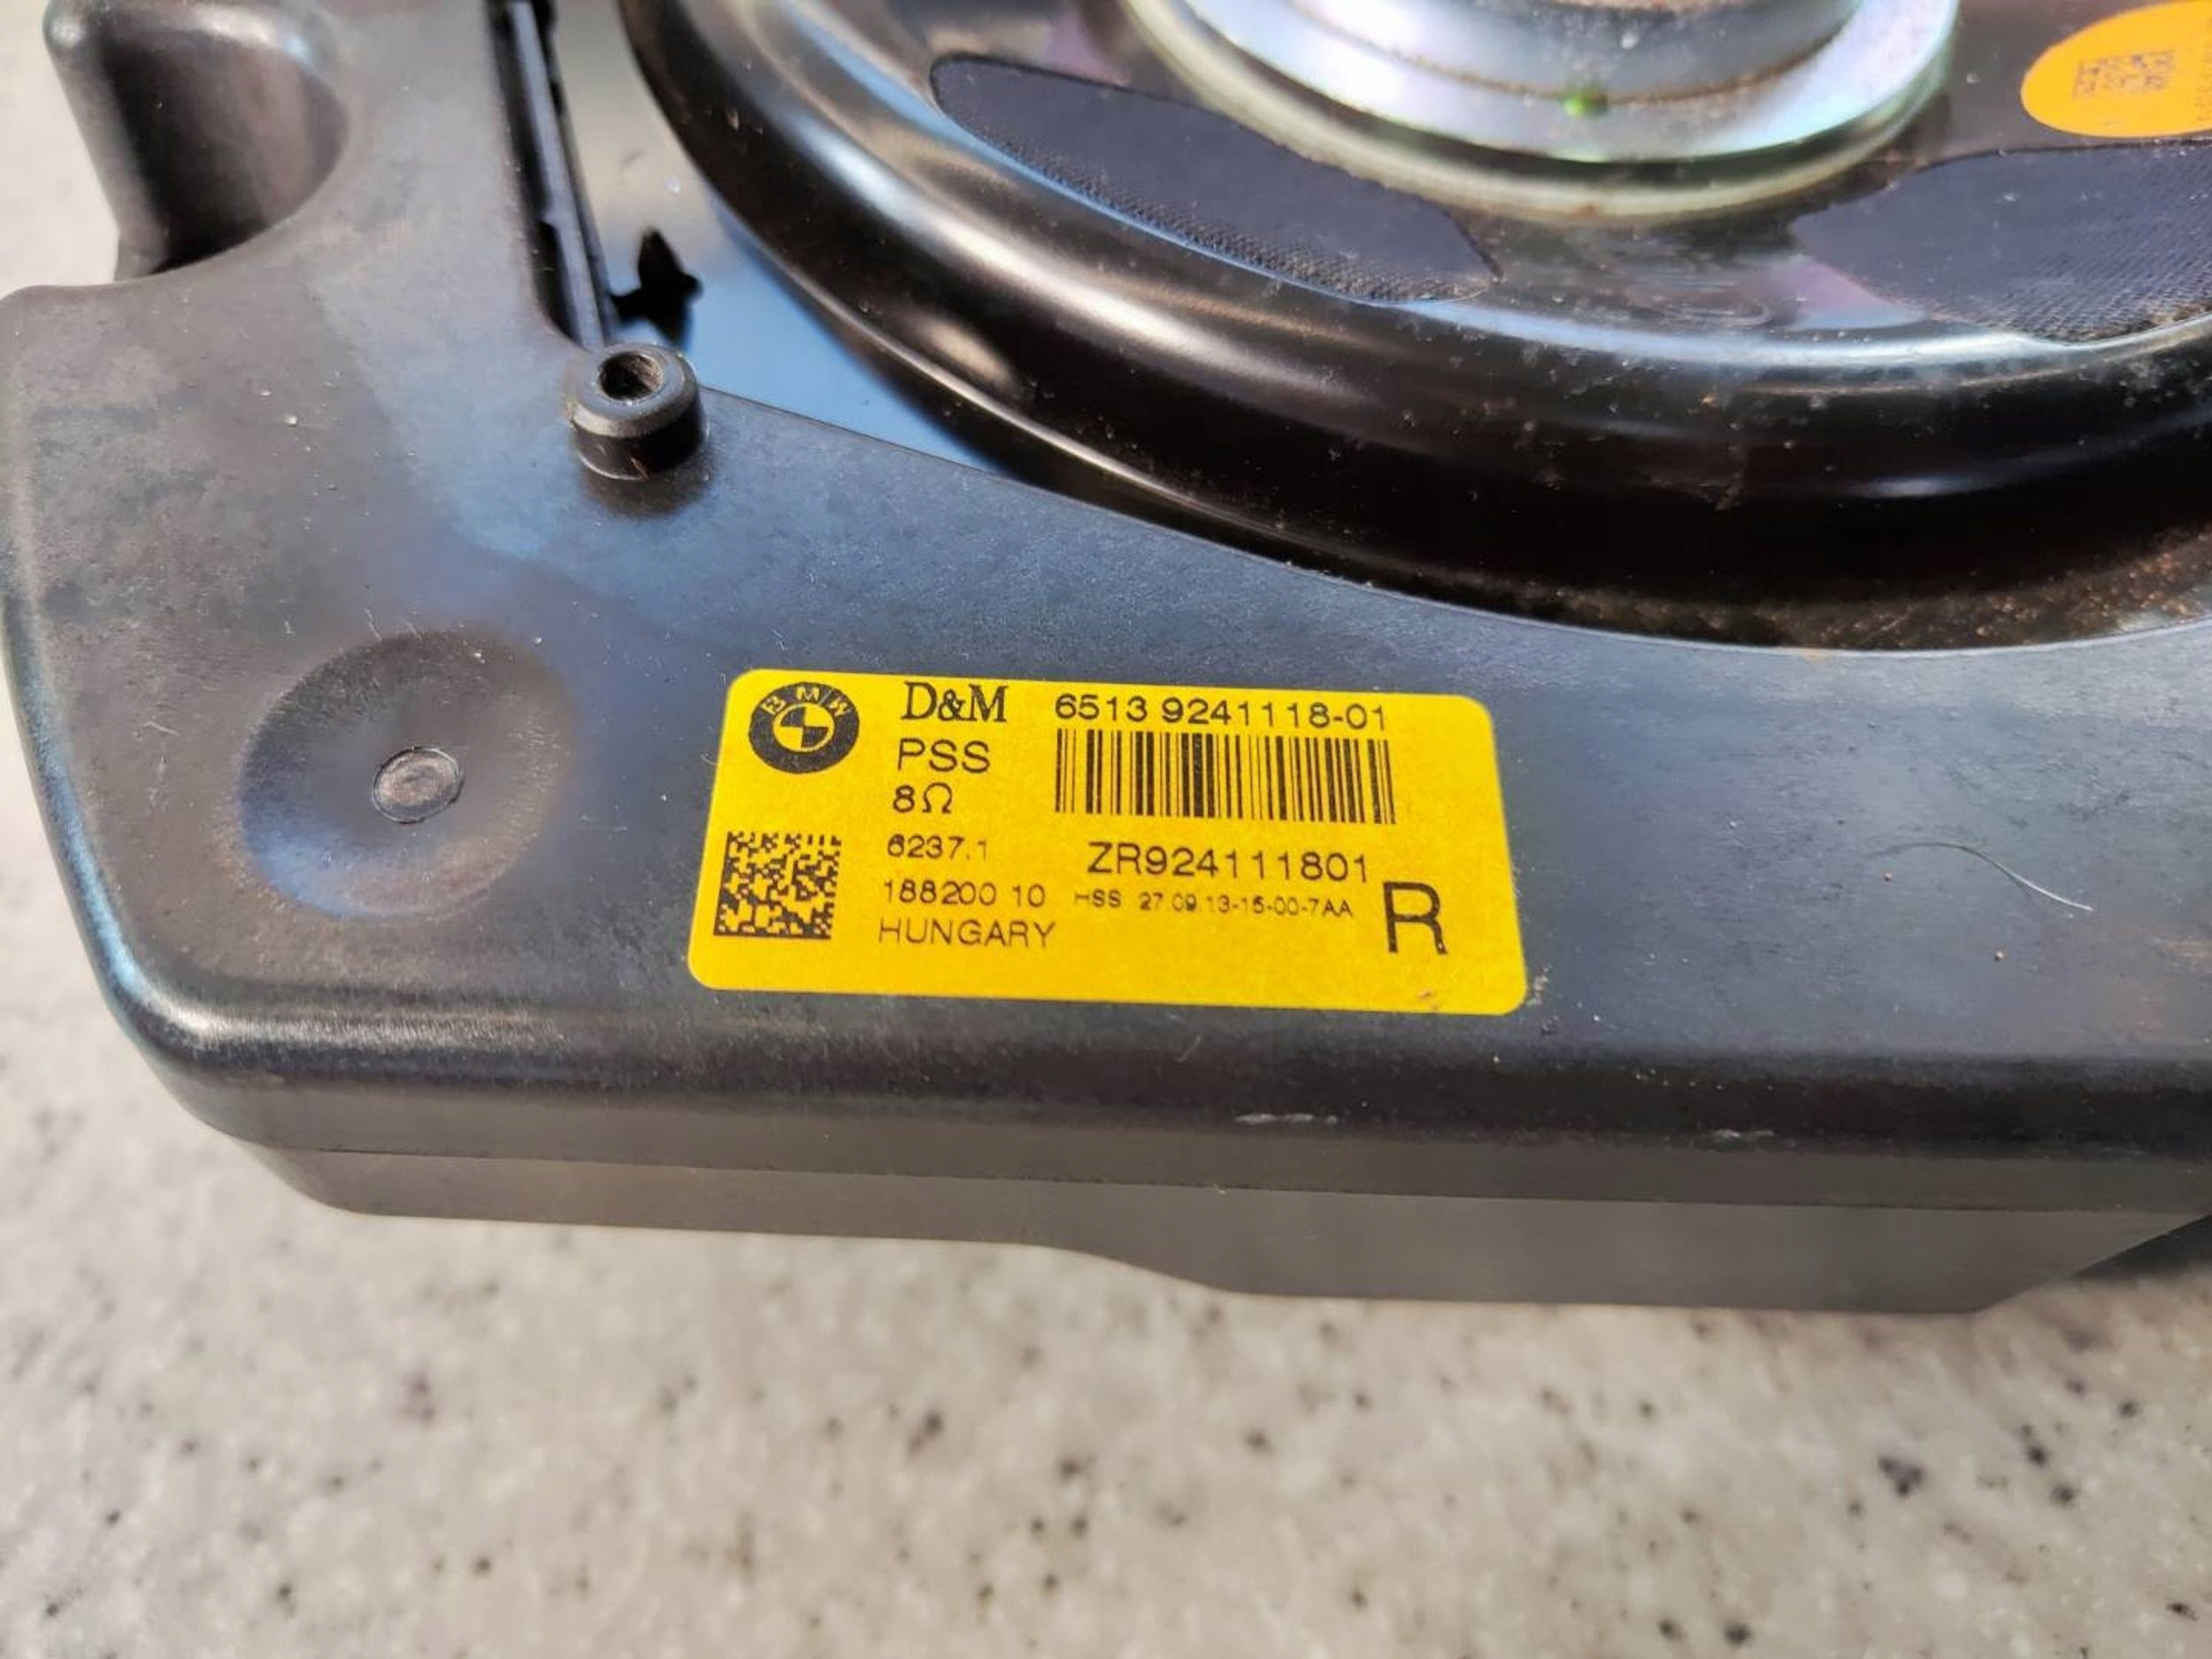 BMW
D&M 6513 9241118-01
PSS
8Ω
6237.1
ZR924111801
188200 10 HSS 27.09.13-15-00-7AA R
HUNGARY